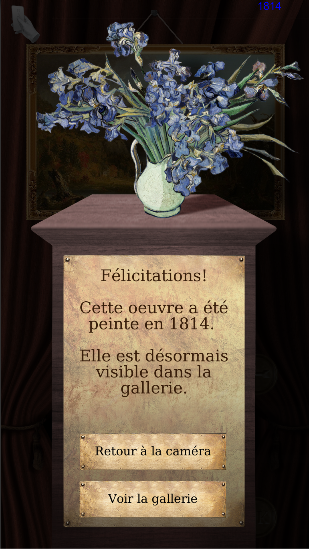 1814
Félicitations!
Cette oeuvre a été
peinte en 1814.
Elle est désormais
visible dans la
gallerie.
Retour à la caméra
Voir la gallerie